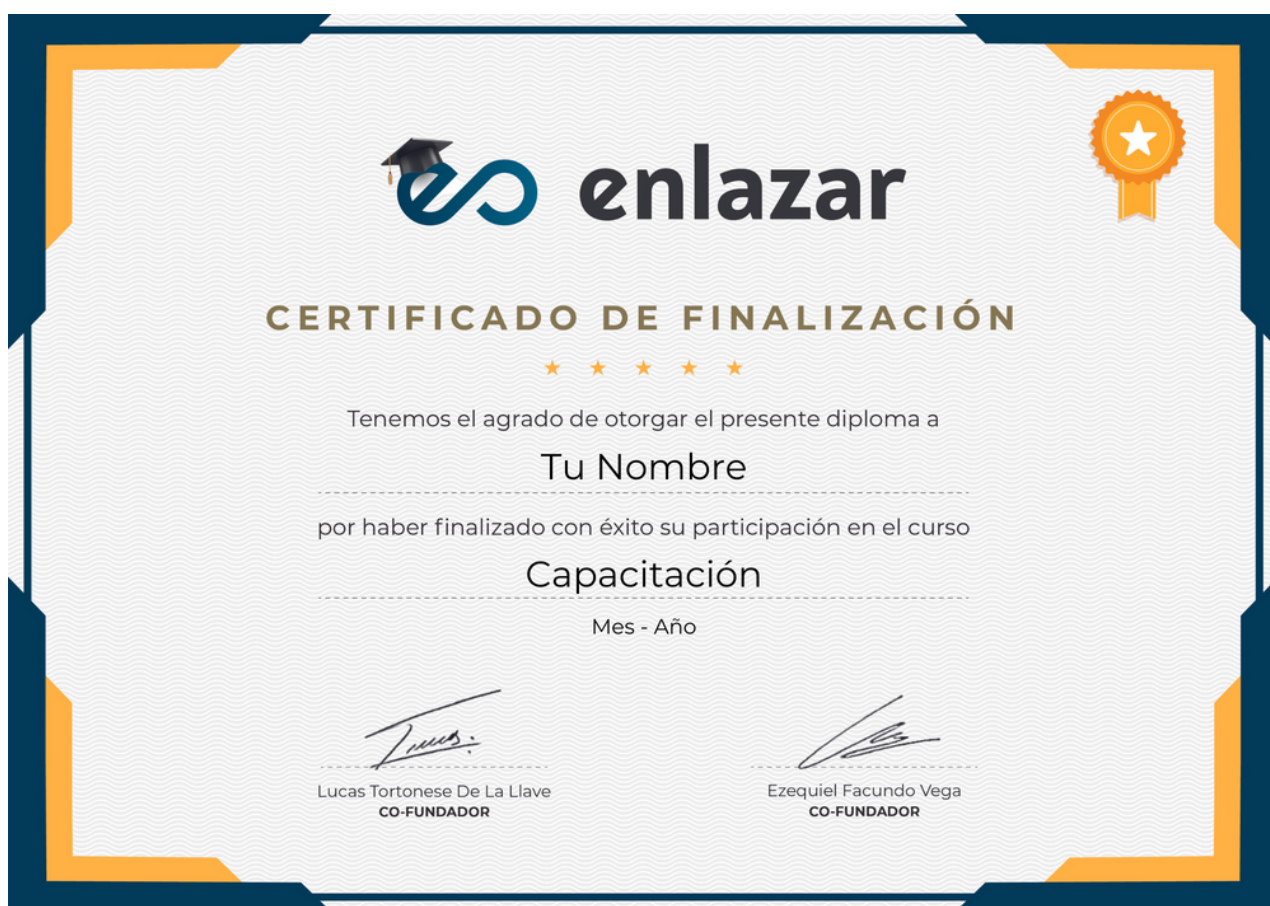 enlazar
CERTIFICADO DE FINALIZACIÓN
Tenemos el agrado de otorgar el presente diploma a
Tu Nombre
por haber finalizado con éxito su participación en el curso
Capacitación
Mes - Año
Lucas Tortonese De La Llave
CO-FUNDADOR
Ezequiel Facundo Vega
CO-FUNDADOR